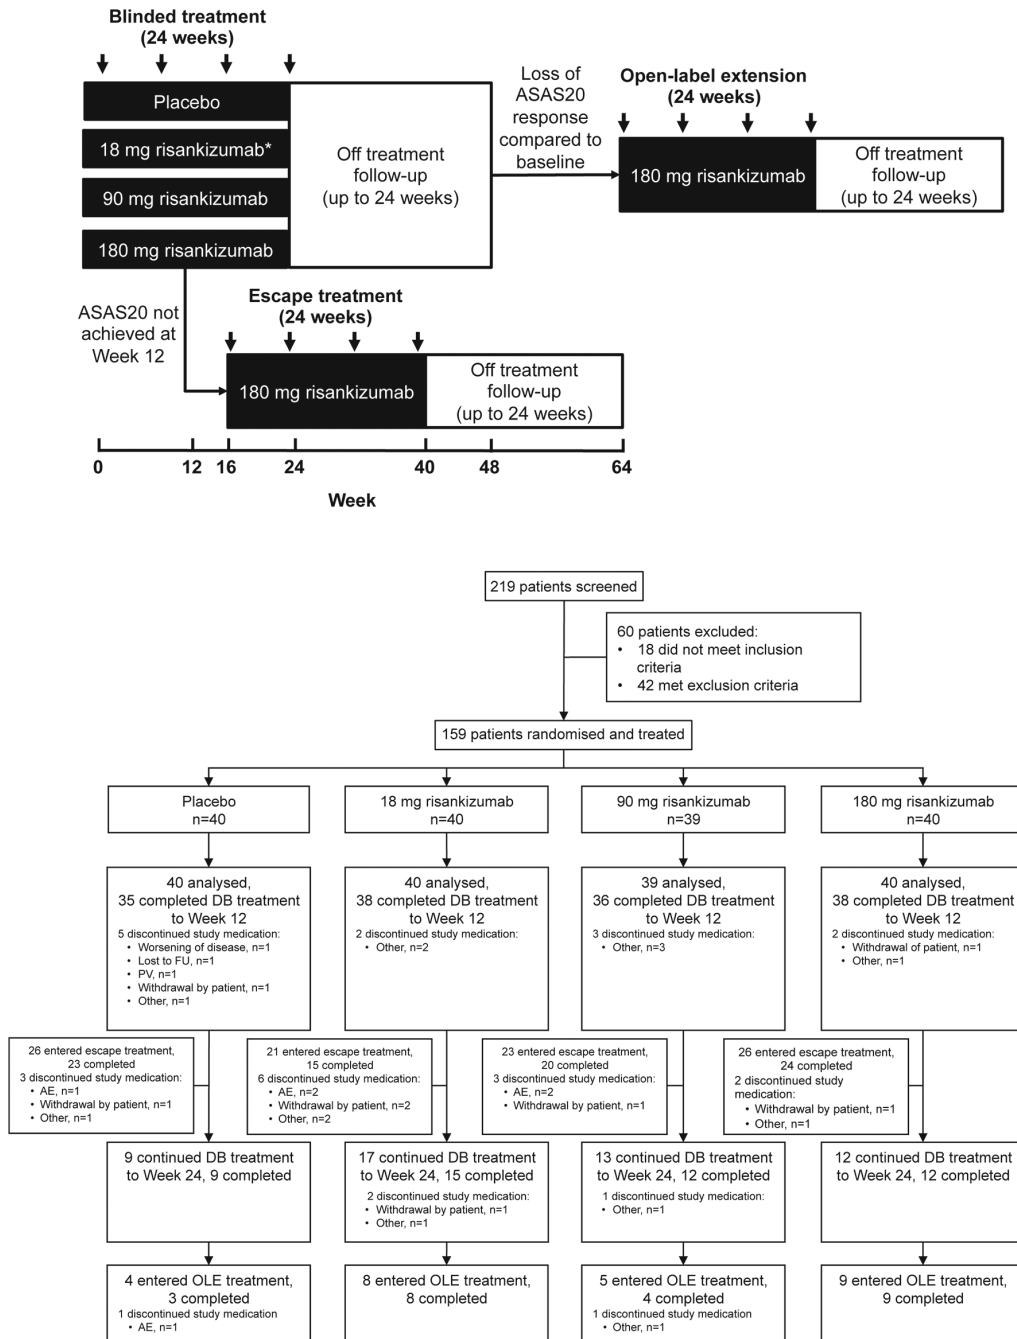 Blinded treatment
(24 weeks)
Placebo
18 mg risankizumab*
90 mg risankizumab
180 mg risankizumab
Off treatment
follow-up
(up to 24 weeks)
Loss of
ASAS20
response
compared to
baseline
Open-label extension
(24 weeks)
180 mg risankizumab
Off treatment
follow-up
(up to 24 weeks)
ASAS20 not
achieved at
Week 12
Escape treatment
(24 weeks)
180 mg risankizumab
Off treatment
follow-up
(up to 24 weeks)
0 12 16 24 40 48 64
Week
219 patients screened
60 patients excluded:
• 18 did not meet inclusion
criteria
• 42 met exclusion criteria
159 patients randomised and treated
Placebo
n=40
18 mg risankizumab
n=40
90 mg risankizumab
n=39
180 mg risankizumab
n=40
40 analysed,
35 completed DB treatment
to Week 12
5 discontinued study medication:
• Worsening of disease, n=1
• Lost to FU, n=1
• PV, n=1
• Withdrawal by patient, n=1
• Other, n=1
40 analysed,
38 completed DB treatment
to Week 12
2 discontinued study medication:
• Other, n=2
39 analysed,
36 completed DB treatment
to Week 12
3 discontinued study medication:
• Other, n=3
40 analysed,
38 completed DB treatment
to Week 12
2 discontinued study medication:
• Withdrawal of patient, n=1
• Other, n=1
26 entered escape treatment,
23 completed
3 discontinued study medication:
• AE, n=1
• Withdrawal by patient, n=1
• Other, n=1
21 entered escape treatment,
15 completed
6 discontinued study medication:
• AE, n=2
• Withdrawal by patient, n=2
• Other, n=2
23 entered escape treatment,
20 completed
3 discontinued study medication:
• AE, n=2
• Withdrawal by patient, n=1
26 entered escape treatment,
24 completed
2 discontinued study
medication:
• Withdrawal by patient, n=1
• Other, n=1
9 continued DB treatment
to Week 24, 9 completed
17 continued DB treatment
to Week 24, 15 completed
2 discontinued study medication:
• Withdrawal by patient, n=1
• Other, n=1
13 continued DB treatment
to Week 24, 12 completed
1 discontinued study medication:
• Other, n=1
12 continued DB treatment
to Week 24, 12 completed
4 entered OLE treatment,
3 completed
1 discontinued study medication
• AE, n=1
8 entered OLE treatment,
8 completed
5 entered OLE treatment,
4 completed
1 discontinued study medication
• Other, n=1
9 entered OLE treatment,
9 completed